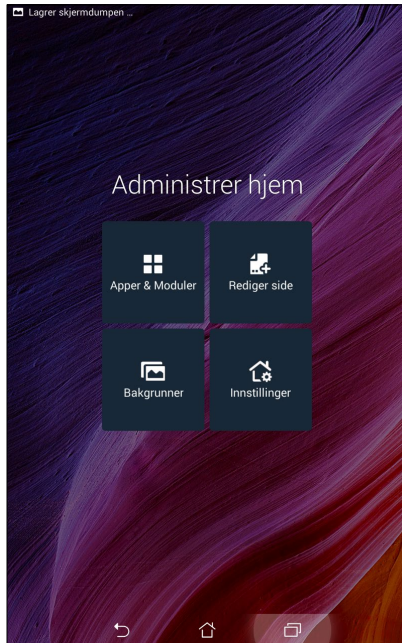 Lagrer skjermdumpen ...
Administrer hjem
Apper & Moduler
Rediger side
Bakgrunner
Innstillinger